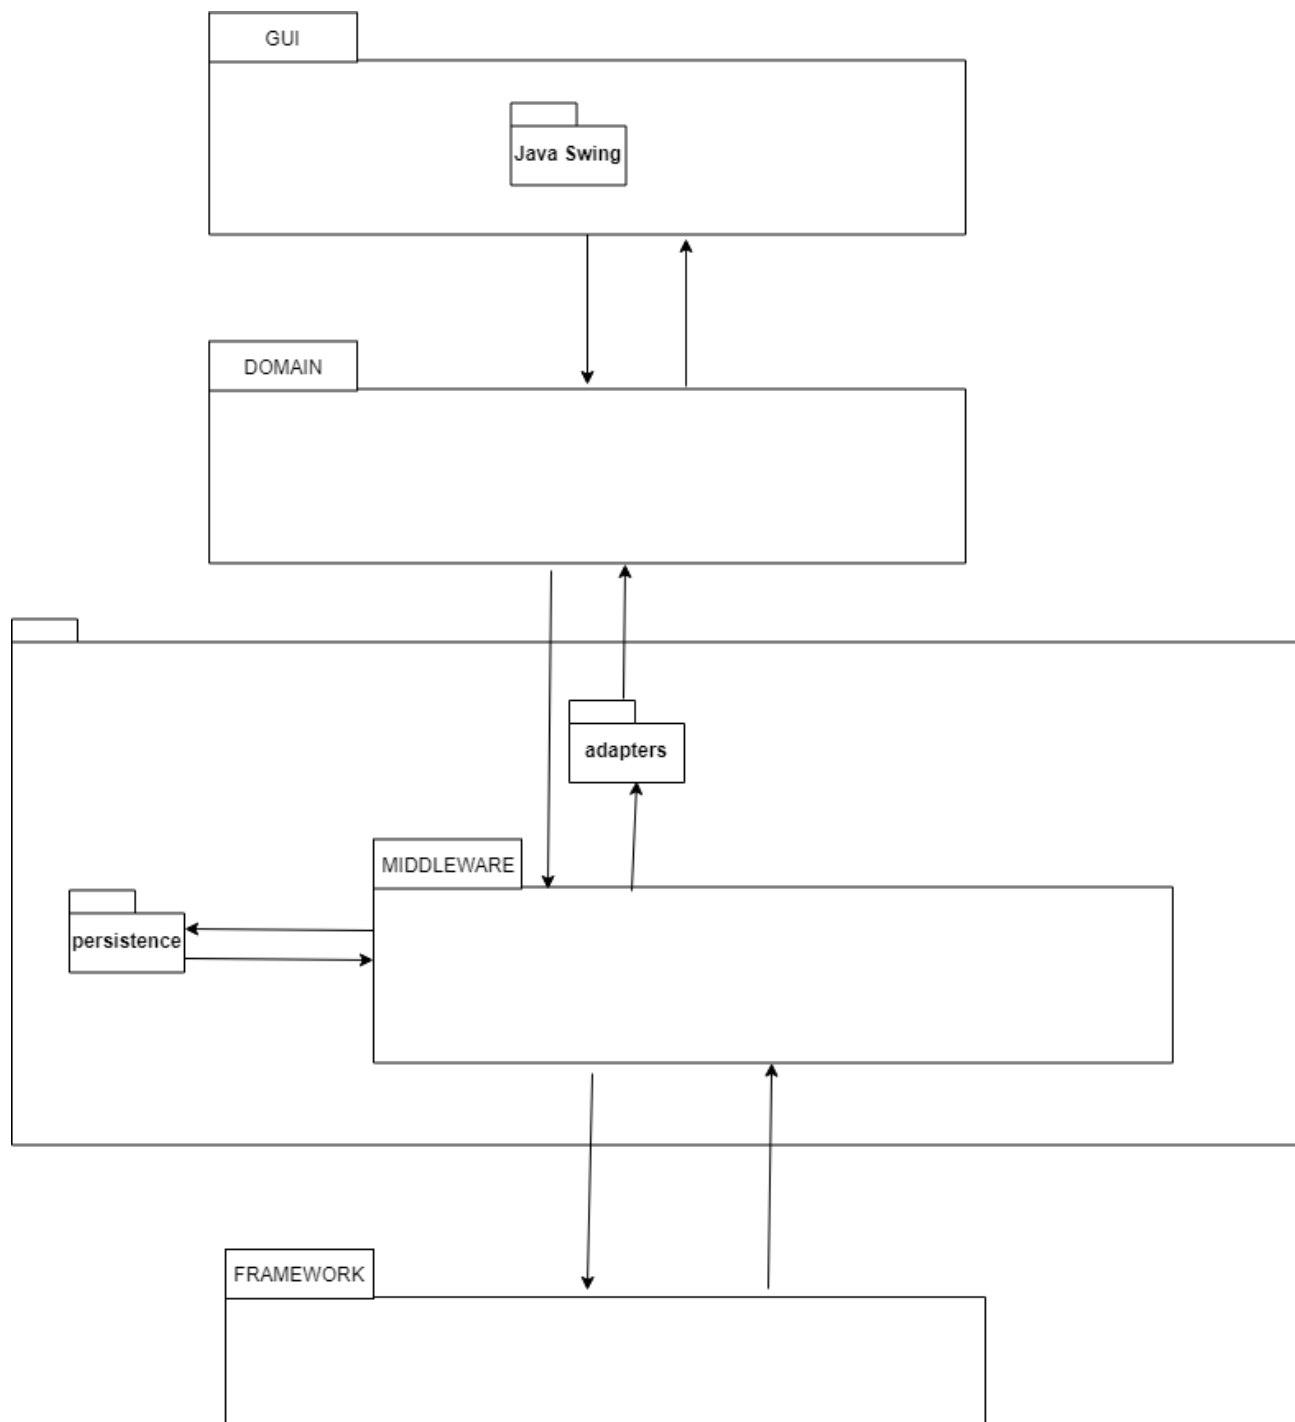 GUI
Java Swing
DOMAIN
adapters
MIDDLEWARE
persistence
FRAMEWORK